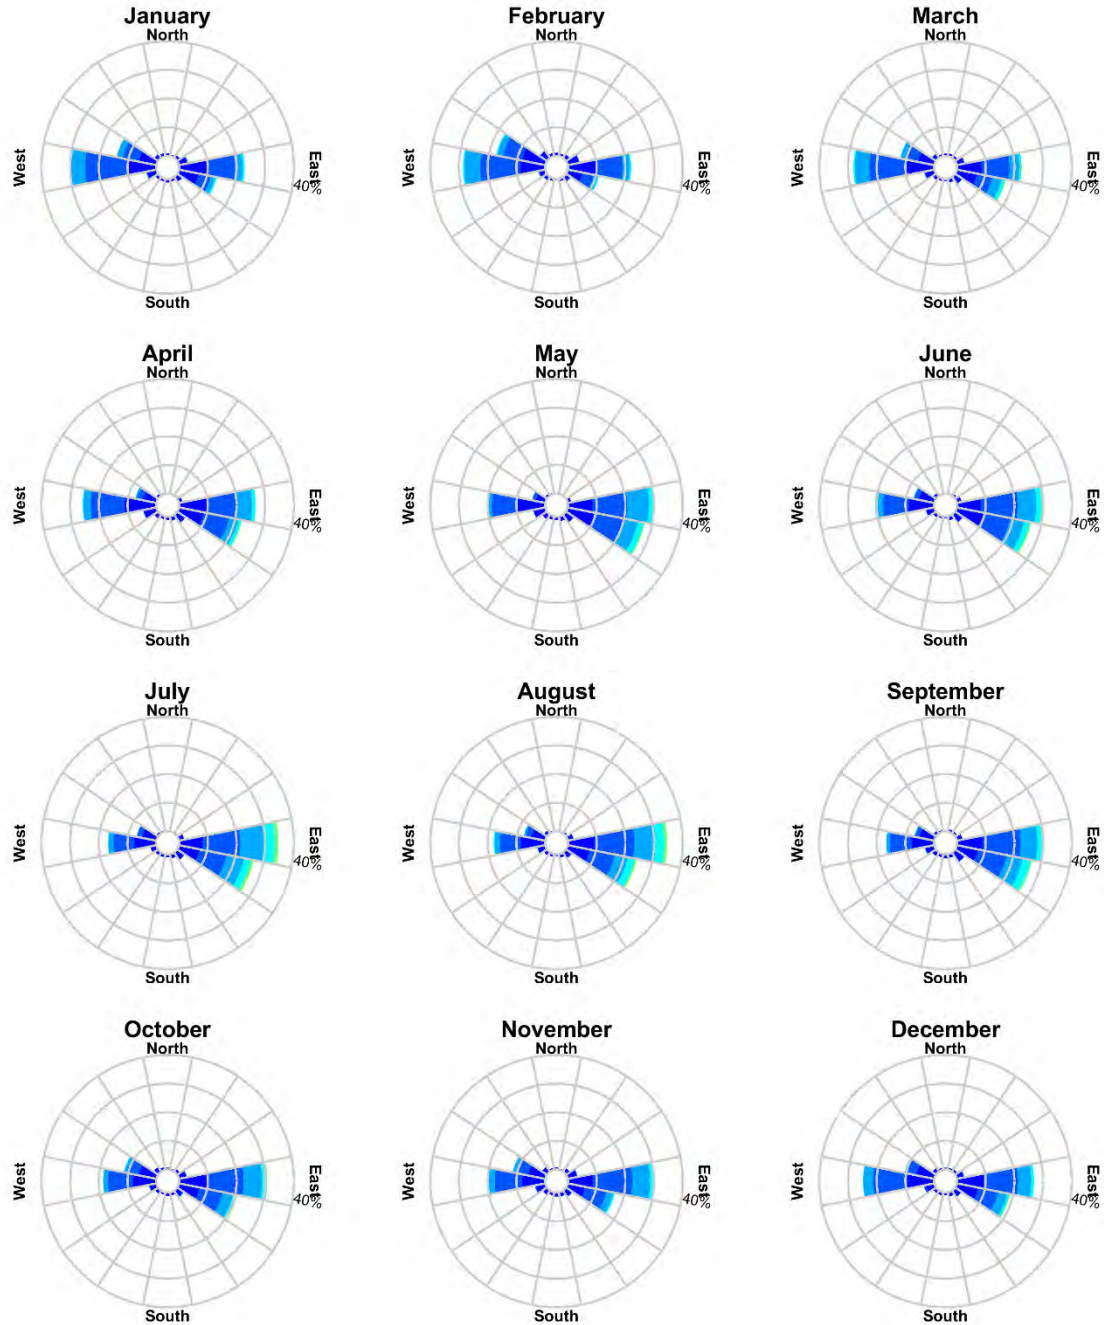 January
North
West
East
40%
South
February
North
West
East
40%
South
March
North
West
East
40%
South
April
North
West
East
40%
South
May
North
West
East
40%
South
June
North
West
East
40%
South
July
North
West
East
40%
South
August
North
West
East
40%
South
September
North
West
East
40%
South
October
North
West
East
40%
South
November
North
West
East
40%
South
December
North
West
East
40%
South